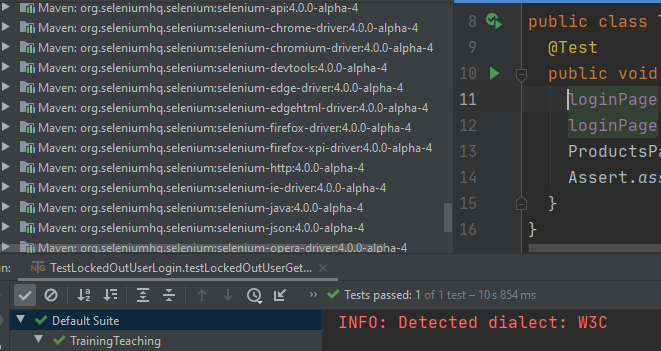 Maven: org.seleniumhq.selenium:selenium-api:4.0.0-alpha-4
Maven: org.seleniumhq.selenium:selenium-chrome-driver:4.0.0-alpha-4
Maven: org.seleniumhq.selenium:selenium-chromium-driver:4.0.0-alpha-4
Maven: org.seleniumhq.selenium:selenium-devtools:4.0.0-alpha-4
Maven: org.seleniumhq.selenium:selenium-edge-driver:4.0.0-alpha-4
Maven: org.seleniumhq.selenium:selenium-edgehtml-driver:4.0.0-alpha-4
Maven: org.seleniumhq.selenium:selenium-firefox-driver:4.0.0-alpha-4
Maven: org.seleniumhq.selenium:selenium-firefox-xpi-driver:4.0.0-alpha-4
Maven: org.seleniumhq.selenium:selenium-http:4.0.0-alpha-4
Maven: org.seleniumhq.selenium:selenium-ie-driver:4.0.0-alpha-4
Maven: org.seleniumhq.selenium:selenium-java:4.0.0-alpha-4
Maven: org.seleniumhq.selenium:selenium-json:4.0.0-alpha-4
Maven: org.seleniumhq.selenium:selenium-opera-driver:4.0.0-alpha-4
8 public class T
9 @Test
10 public void
11 loginPage
12 loginPage
13 ProductsPa
14 Assert.ass
15 }
16 }
n: TestLockedOutUserLogin.testLockedOutUserGet...
» Tests passed: 1 of 1 test – 10 s 854 ms
Default Suite
TrainingTeaching
INFO: Detected dialect: W3C